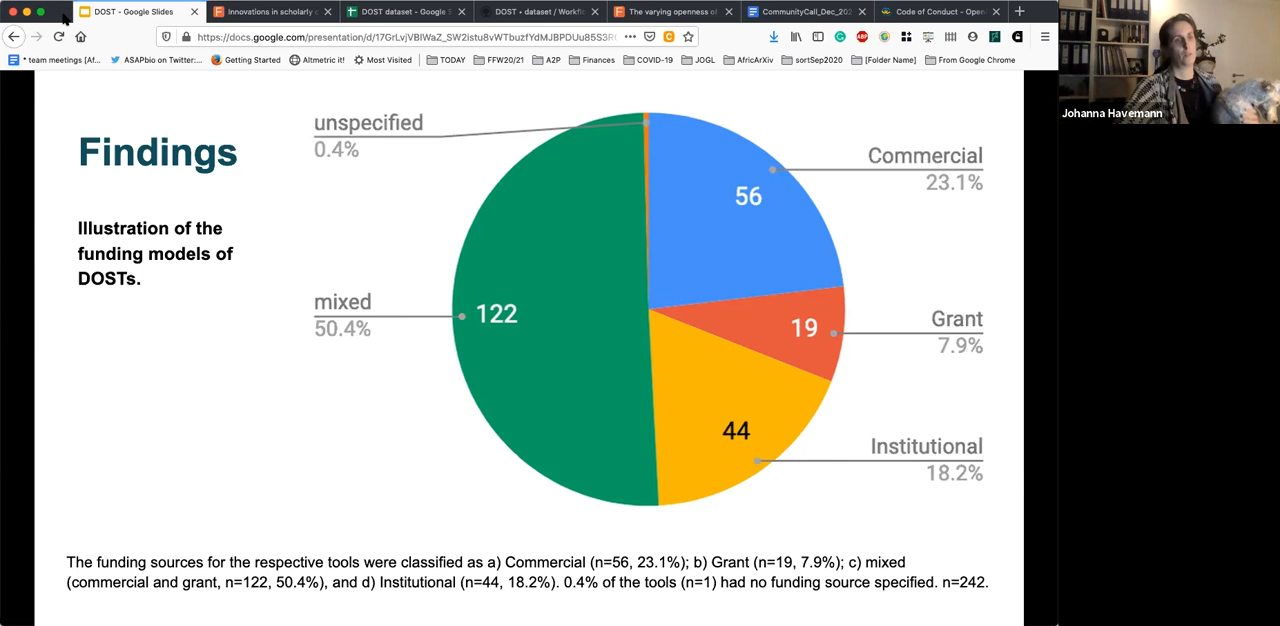 DOST - Google Slides
Innovations in scholarly c
DOST dataset - Google S
DOST • dataset / Workfl
The varying openness of
CommunityCall_Dec_202
Code of Conduct - Open
https://docs.google.com/presentation/d/17GrLvjVBIWaZ_SW2istu8vWTbuzfYdMJBPDUu85S3R
* team meetings [Af...
ASAPbio on Twitter:...
Getting Started
Altmetric it!
Most Visited
TODAY
FFW20/21
A2P
Finances
COVID-19
JOGL
AfricArXiv
sortSep2020
[Folder Name]
From Google Chrome
Johanna Havemann
Findings
Illustration of the
funding models of
DOSTs.
unspecified
0.4%
Commercial
23.1%
56
mixed
50.4%
122
19
Grant
7.9%
44
Institutional
18.2%
The funding sources for the respective tools were classified as a) Commercial (n=56, 23.1%); b) Grant (n=19, 7.9%); c) mixed
(commercial and grant, n=122, 50.4%), and d) Institutional (n=44, 18.2%). 0.4% of the tools (n=1) had no funding source specified. n=242.